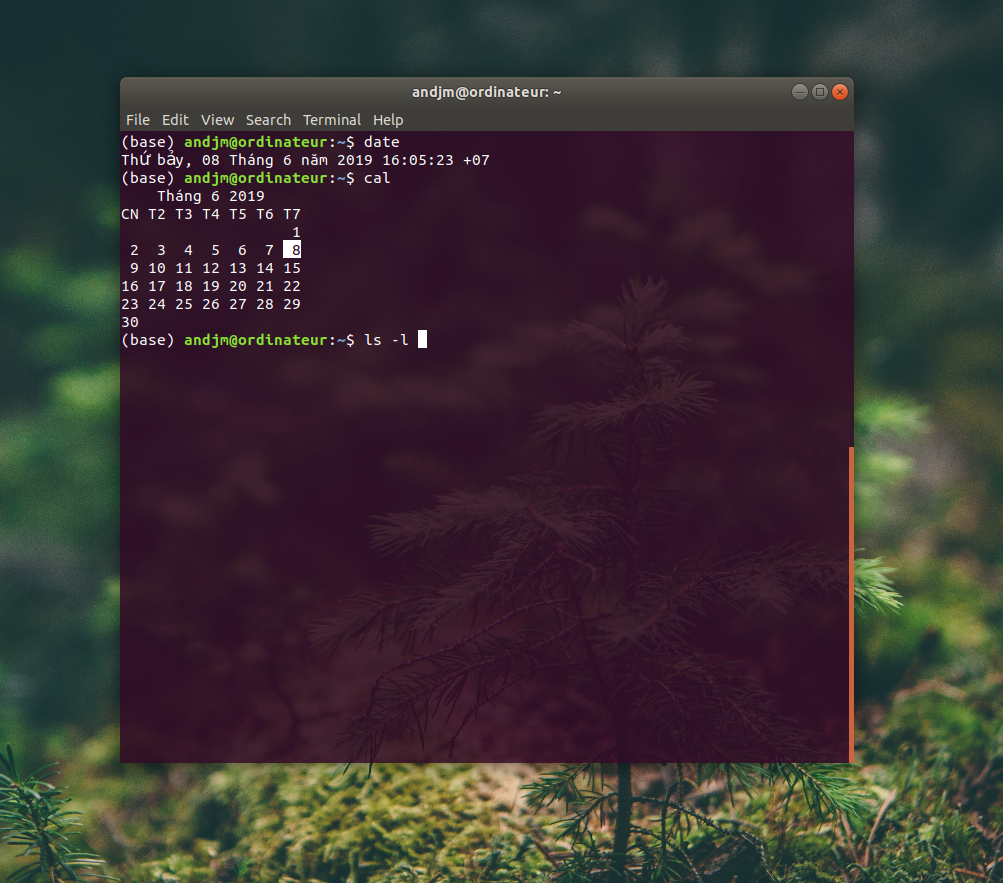 andjm@ordinateur: ~
File Edit View Search Terminal Help
(base) andjm@ordinateur:~$ date
Thứ bảy, 08 Tháng 6 năm 2019 16:05:23 +07
(base) andjm@ordinateur:~$ cal
    Tháng 6 2019
CN T2 T3 T4 T5 T6 T7
                   1
 2  3  4  5  6  7  8
 9 10 11 12 13 14 15
16 17 18 19 20 21 22
23 24 25 26 27 28 29
30
(base) andjm@ordinateur:~$ ls -l